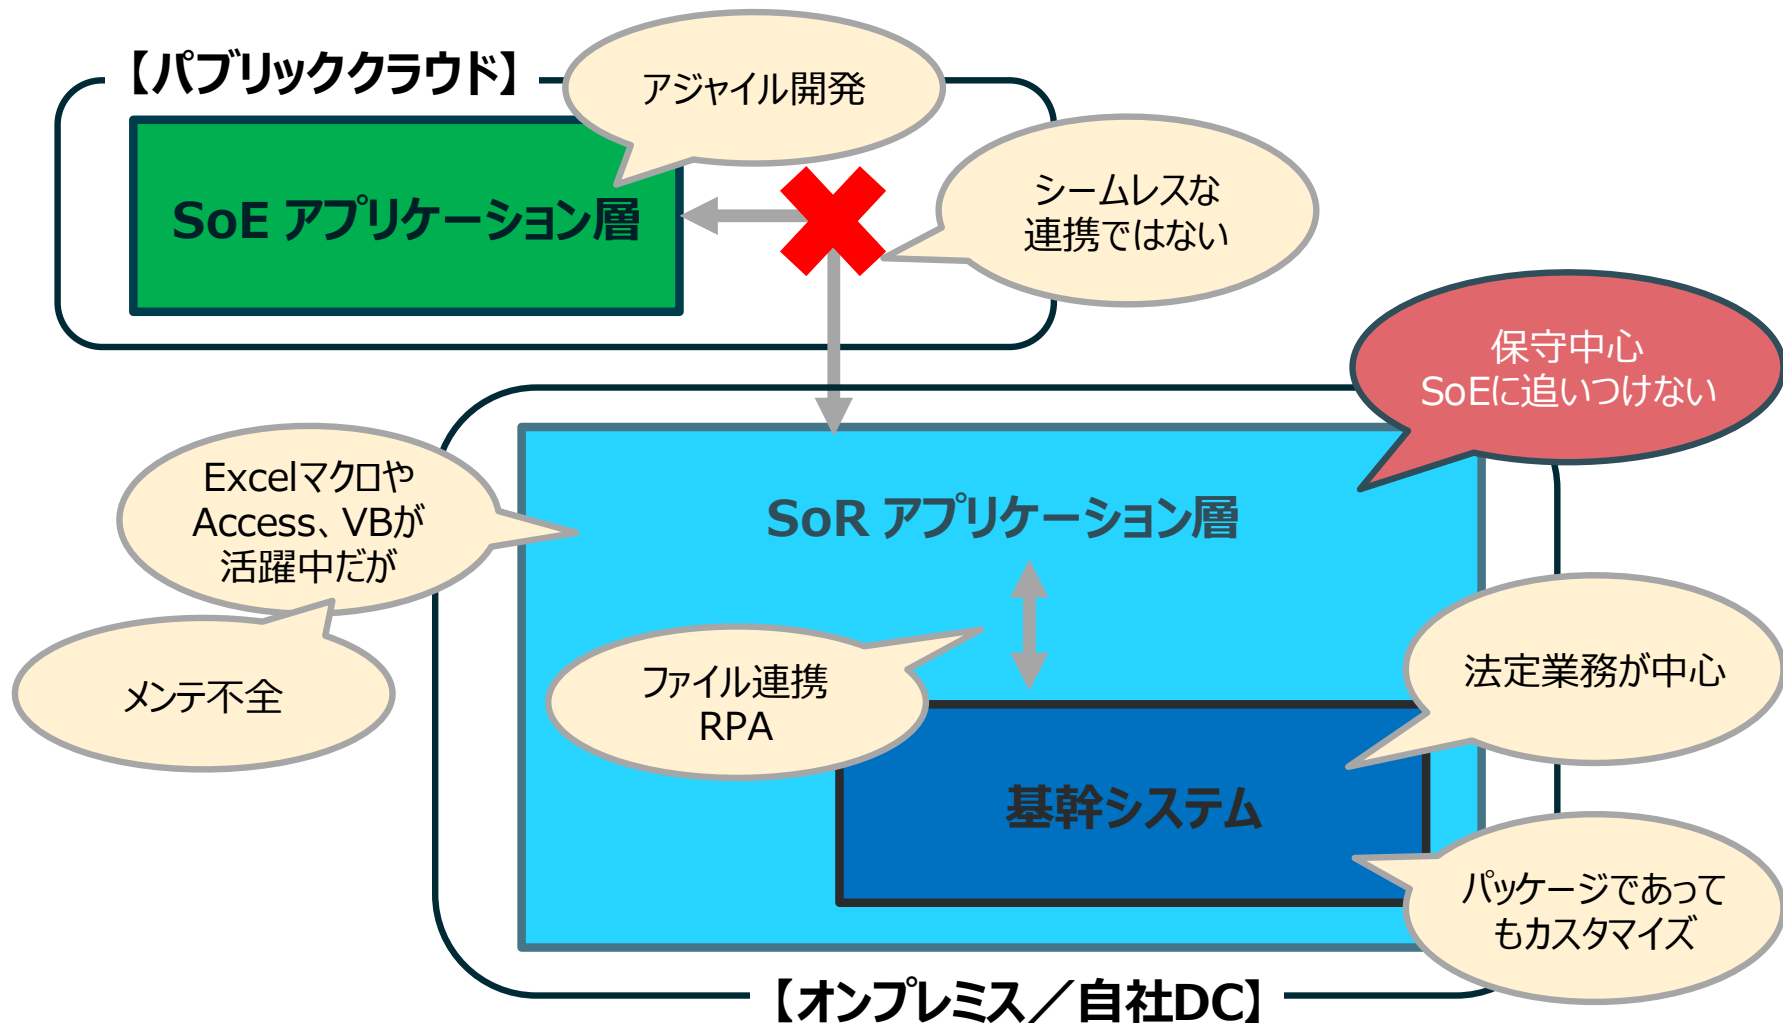 【パブリッククラウド】
アジャイル開発
SoE アプリケーション層
シームレスな
連携ではない
保守中心
SoEに追いつけない
Excelマクロや
Access、VBが
活躍中だが
SoR アプリケーション層
メンテ不全
ファイル連携
RPA
法定業務が中心
基幹システム
パッケージであって
もカスタマイズ
【オンプレミス／自社DC】